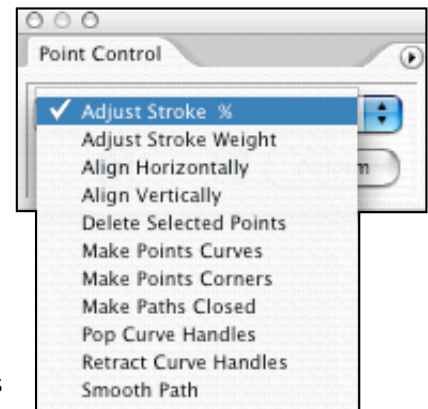 Point Control
Adjust Stroke %
Adjust Stroke Weight
Align Horizontally
Align Vertically
Delete Selected Points
Make Points Curves
Make Points Corners
Make Paths Closed
Pop Curve Handles
Retract Curve Handles
Smooth Path